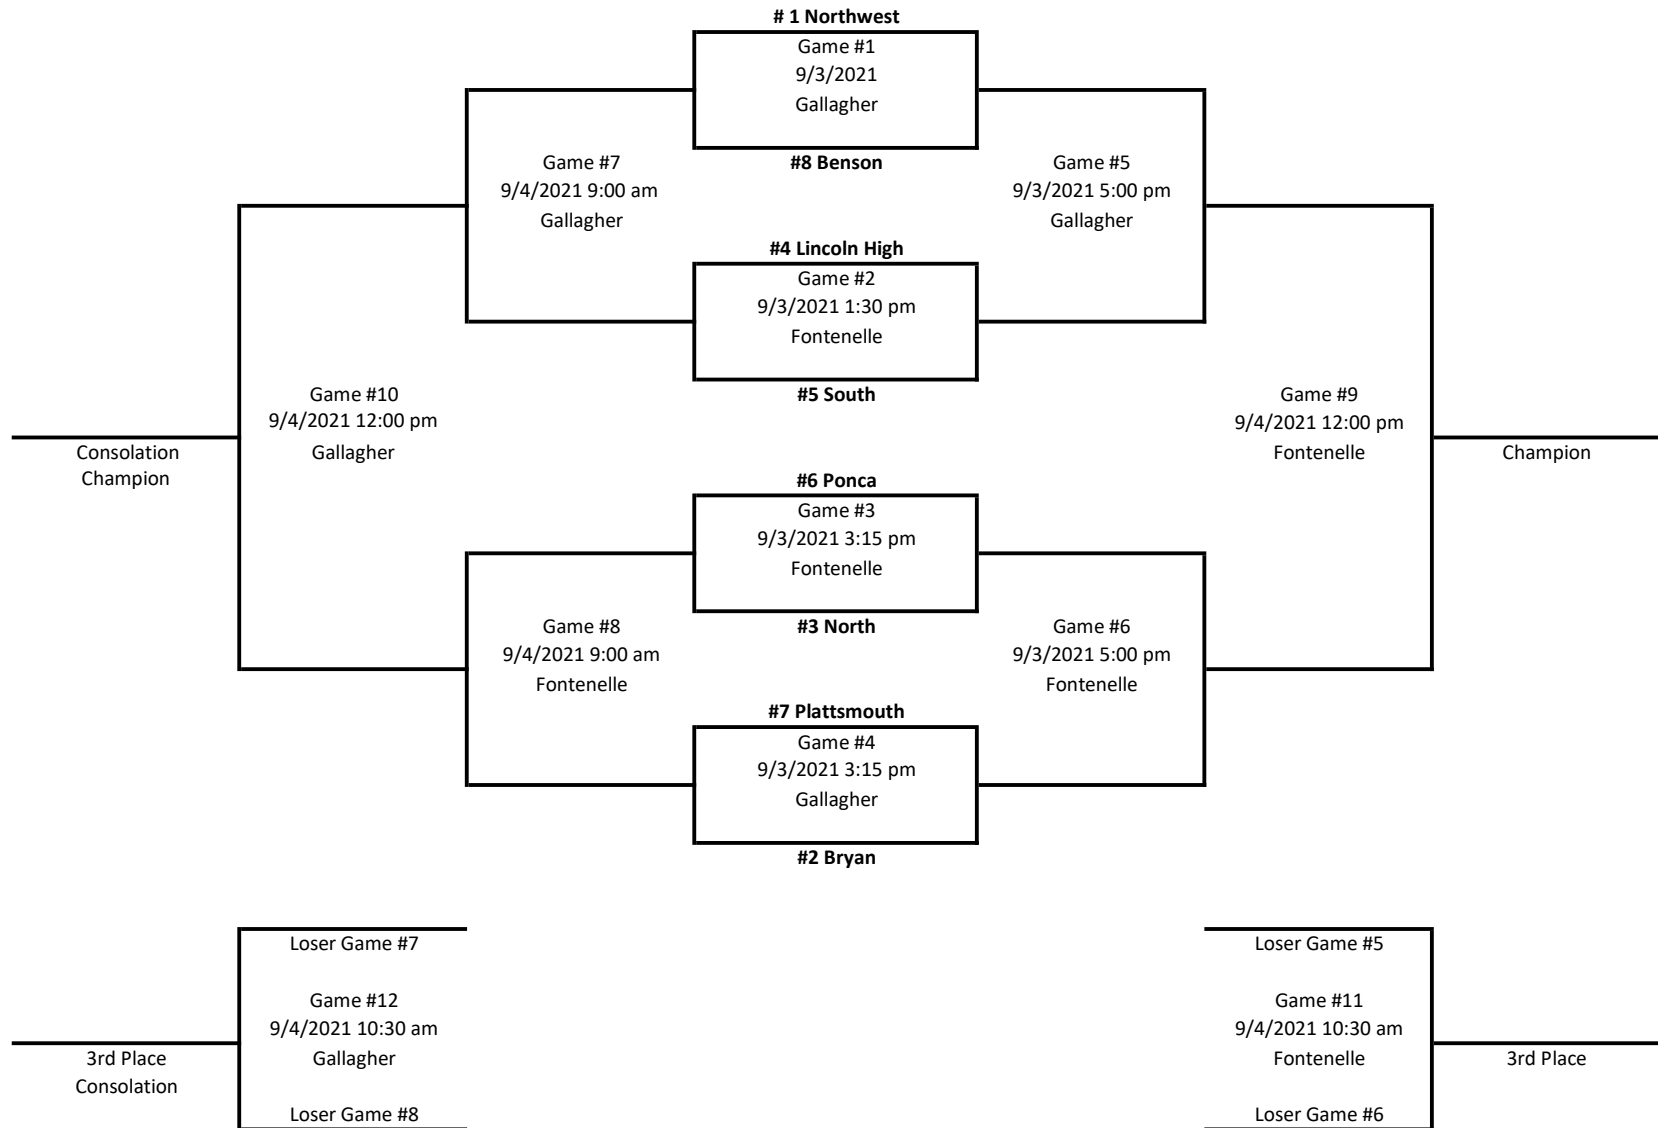 # 1 Northwest
Game #1
9/3/2021
Gallagher
#8 Benson
Game #7
9/4/2021 9:00 am
Gallagher
Game #5
9/3/2021 5:00 pm
Gallagher
#4 Lincoln High
Game #2
9/3/2021 1:30 pm
Fontenelle
#5 South
Game #10
9/4/2021 12:00 pm
Gallagher
Game #9
9/4/2021 12:00 pm
Fontenelle
Consolation
Champion
Champion
#6 Ponca
Game #3
9/3/2021 3:15 pm
Fontenelle
#3 North
Game #8
9/4/2021 9:00 am
Fontenelle
Game #6
9/3/2021 5:00 pm
Fontenelle
#7 Plattsmouth
Game #4
9/3/2021 3:15 pm
Gallagher
#2 Bryan
Loser Game #7
Game #12
9/4/2021 10:30 am
Gallagher
3rd Place
Consolation
Loser Game #8
Loser Game #5
Game #11
9/4/2021 10:30 am
Fontenelle
3rd Place
Loser Game #6